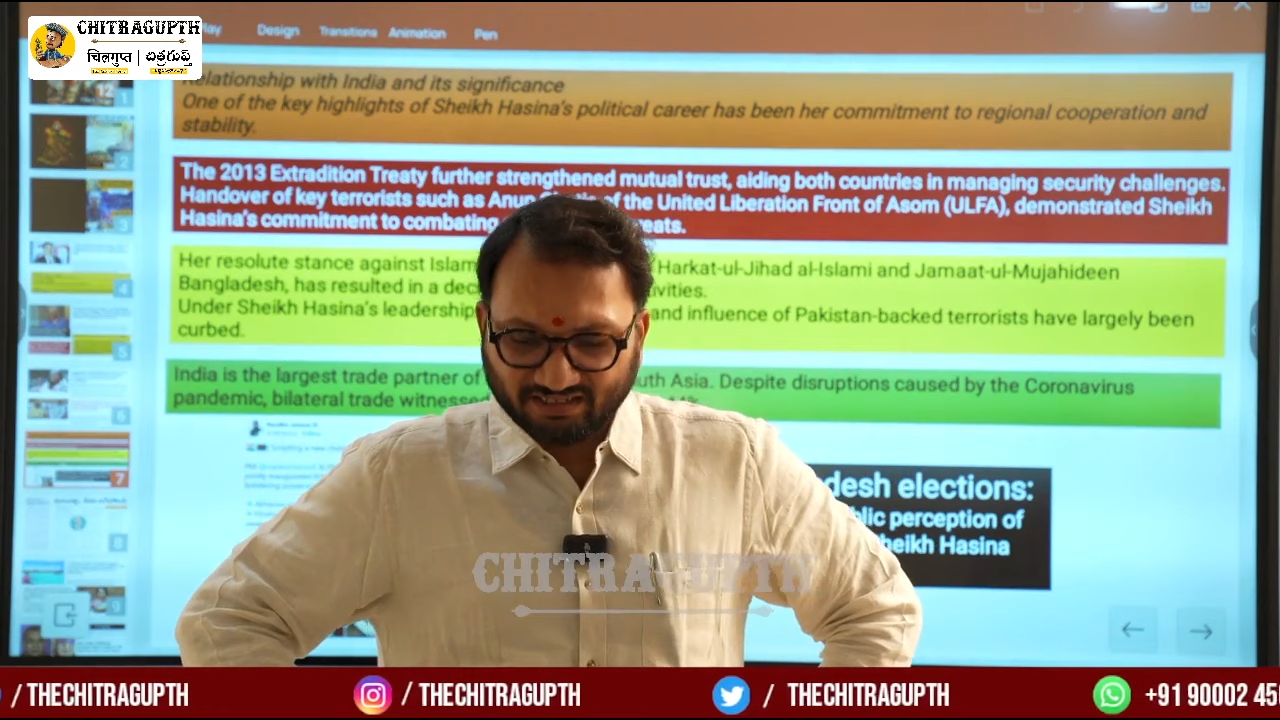 CHITRAGUPTH
चित्रगुप्त | చిత్రగుప్త్
Design Transitions Animation Pen
Relationship with India and its significance
One of the key highlights of Sheikh Hasina's political career has been her commitment to regional cooperation and
stability.
The 2013 Extradition Treaty further strengthened mutual trust, aiding both countries in managing security challenges.
Handover of key terrorists such as Anup of the United Liberation Front of Asom (ULFA), demonstrated Sheikh
Hasina's commitment to combating
Her resolute stance against Harkat-ul-Jihad al-Islami and Jamaat-ul-Mujahideen
Bangladesh, has resulted in a
Under Sheikh Hasina's leadership and influence of Pakistan-backed terrorists have largely been
curbed.
India is the largest trade partner of Asia. Despite disruptions caused by the Coronavirus
pandemic, bilateral trade witnessed
elections:
perception of
Sheikh Hasina
CHITRAGUPTH
/ THECHITRAGUPTH / THECHITRAGUPTH / THECHITRAGUPTH +91 90002 45